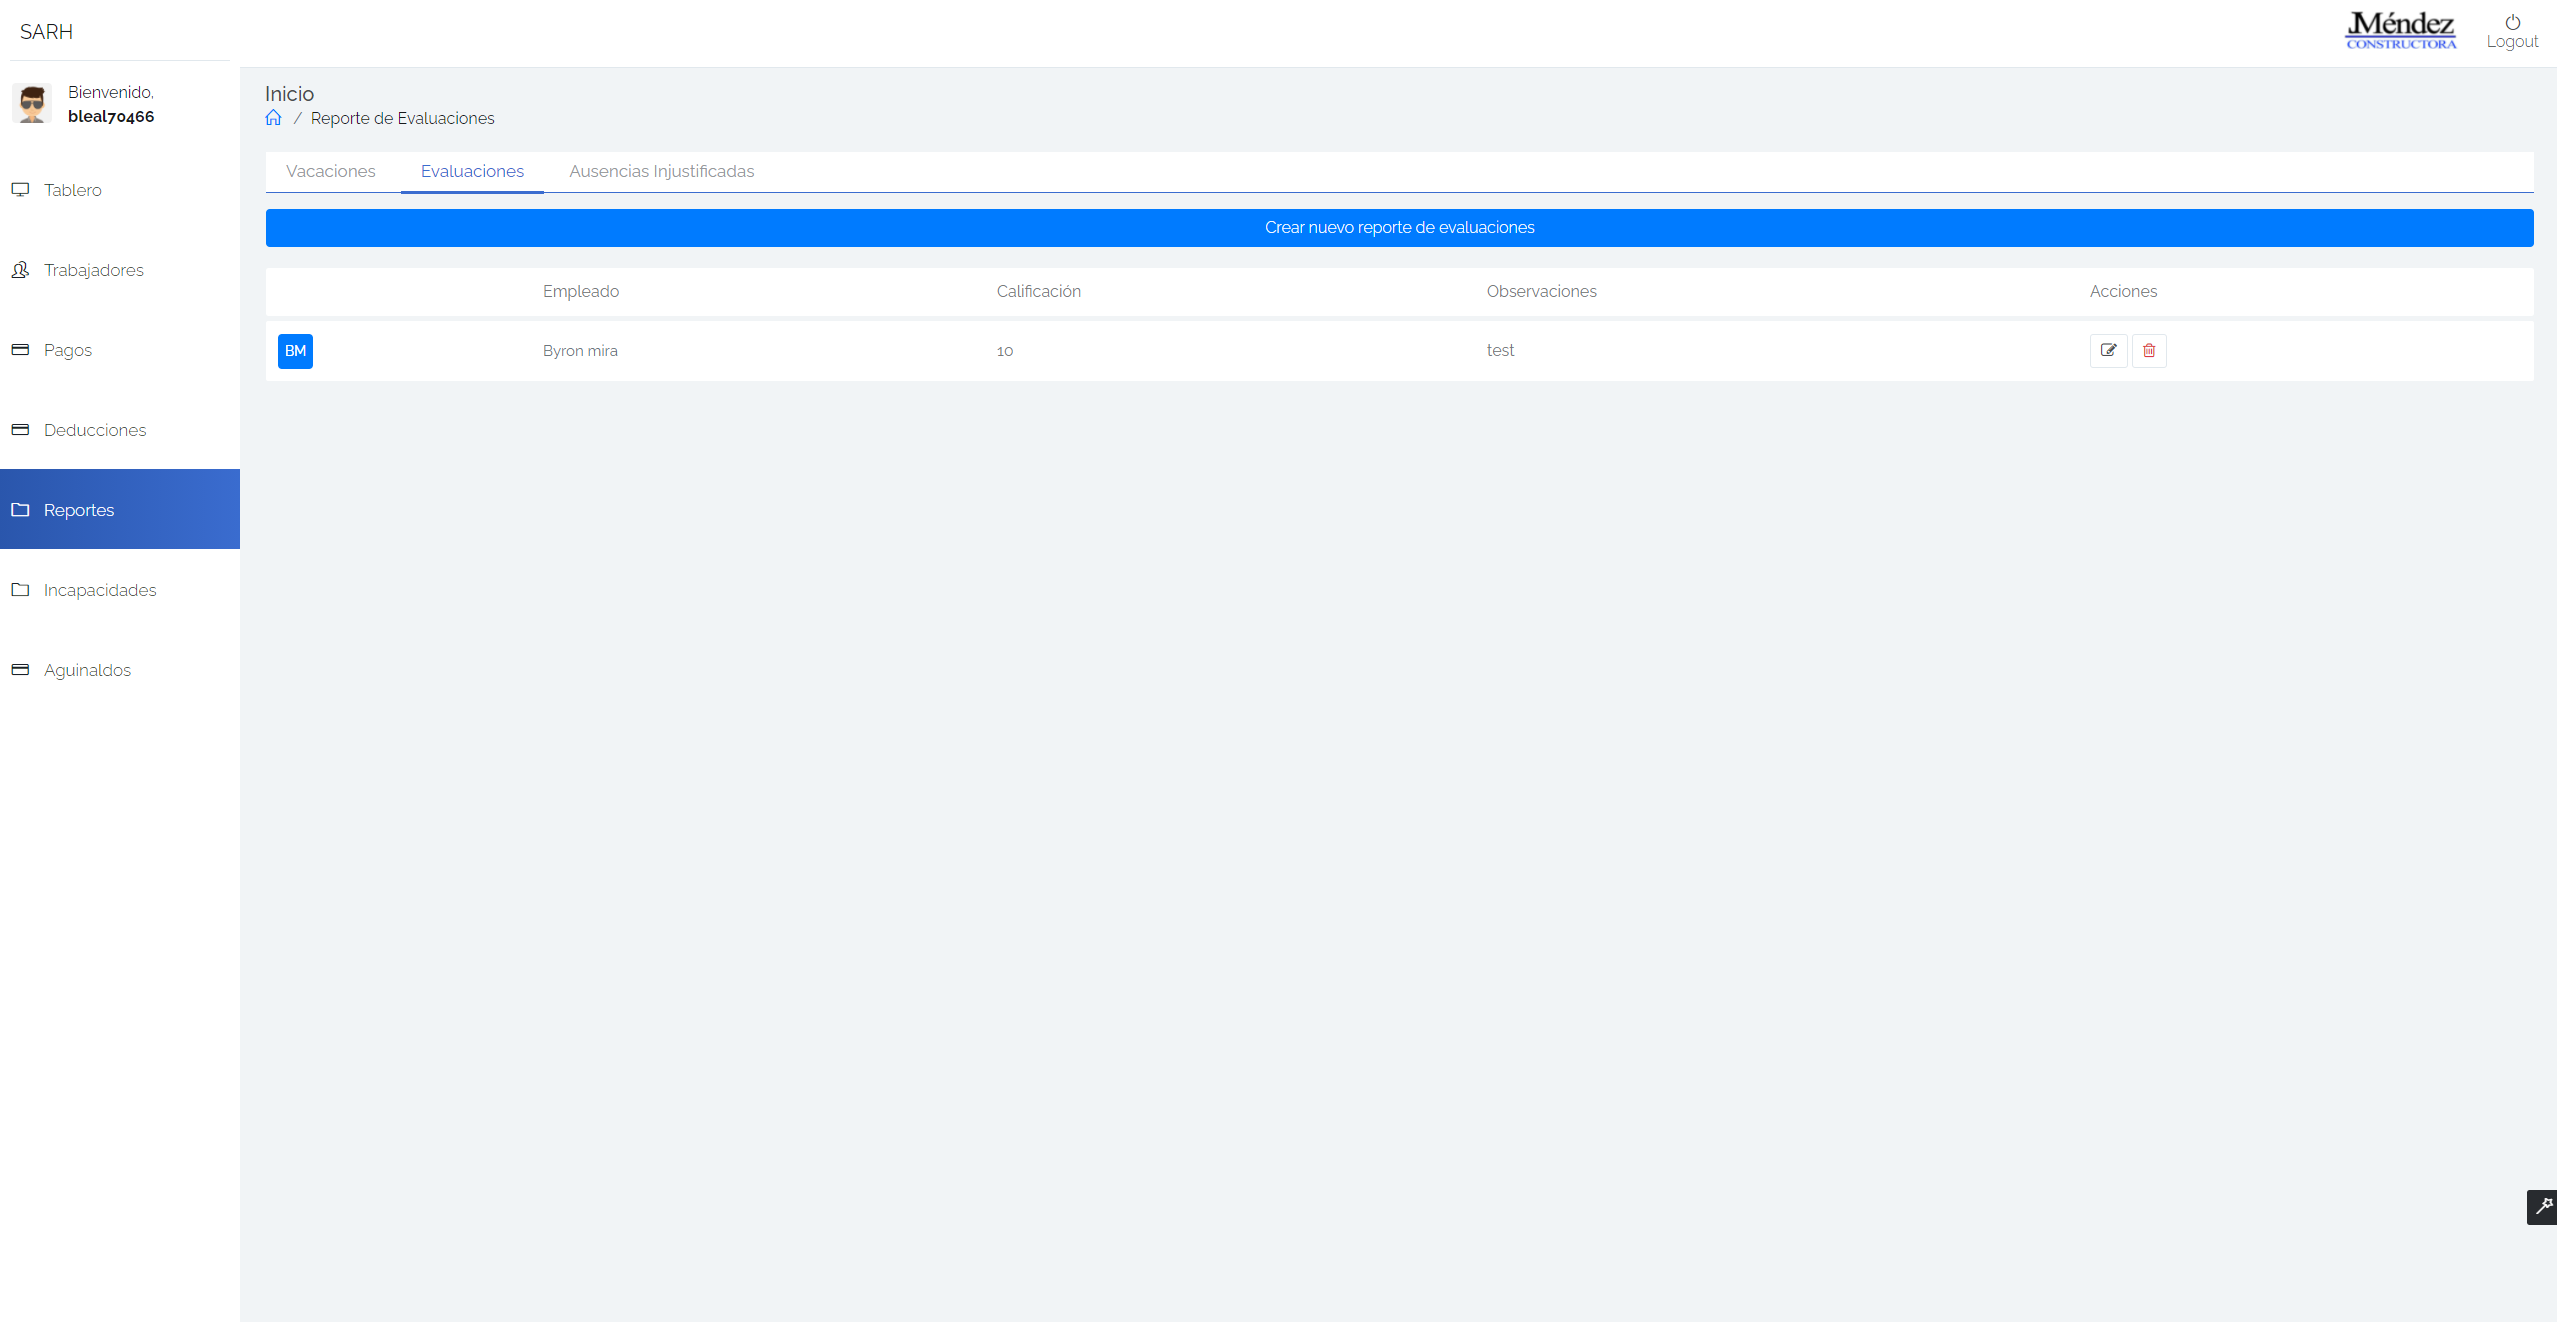 SARH
JMéndez
CONSTRUCTORA
Logout
Bienvenido,
bleal70466
Tablero
Trabajadores
Pagos
Deducciones
Reportes
Incapacidades
Aguinaldos
Inicio
/ Reporte de Evaluaciones
Vacaciones Evaluaciones Ausencias Injustificadas
Crear nuevo reporte de evaluaciones
Empleado Calificación Observaciones Acciones
BM Byron mira 10 test